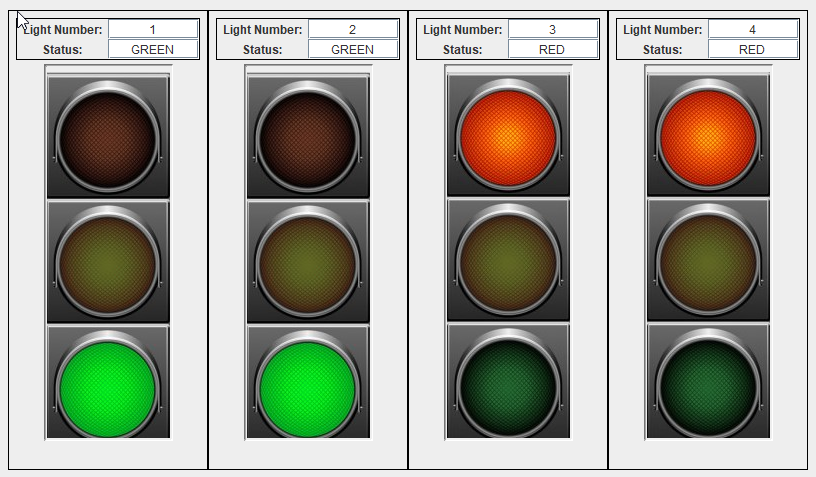 Light Number: 1
Status: GREEN
Light Number: 2
Status: GREEN
Light Number: 3
Status: RED
Light Number: 4
Status: RED